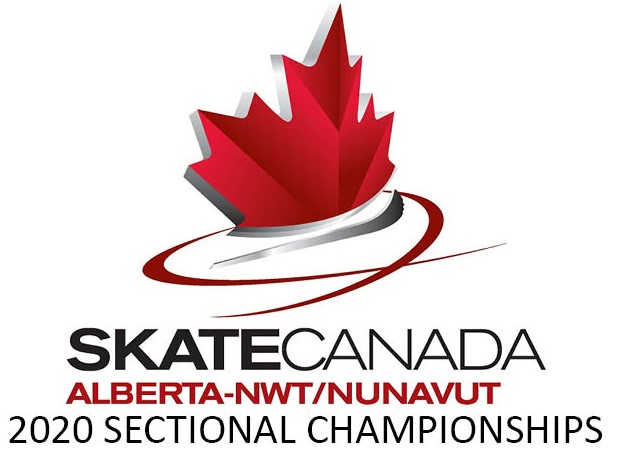 SKATECANADA
ALBERTA-NWT/NUNAVUT
2020 SECTIONAL CHAMPIONSHIPS